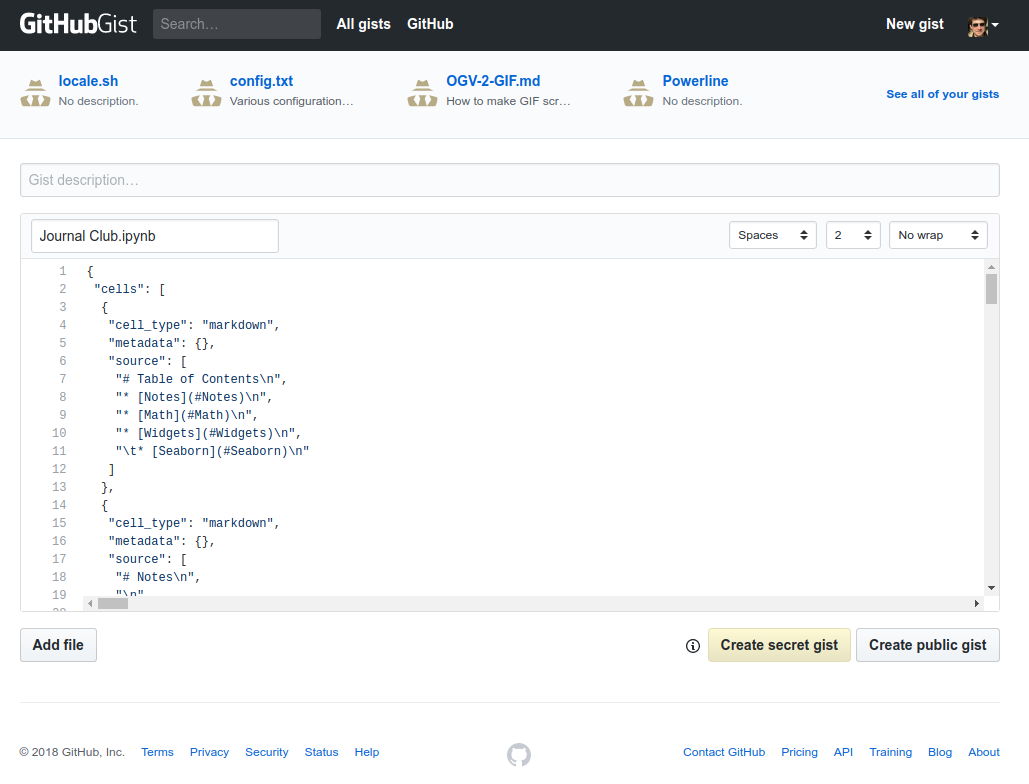 GitHubGist Search… All gists GitHub New gist
locale.sh config.txt OGV-2-GIF.md Powerline
No description. Various configuration… How to make GIF scr… No description. See all of your gists
Gist description…
Journal Club.ipynb Spaces 2 No wrap
1 {
2 "cells": [
3 {
4 "cell_type": "markdown",
5 "metadata": {},
6 "source": [
7 "# Table of Contents\n",
8 "* [Notes](#Notes)\n",
9 "* [Math](#Math)\n",
10 "* [Widgets](#Widgets)\n",
11 "\t* [Seaborn](#Seaborn)\n"
12 ]
13 },
14 {
15 "cell_type": "markdown",
16 "metadata": {},
17 "source": [
18 "# Notes\n",
19 "\n",
Add file Create secret gist Create public gist
© 2018 GitHub, Inc. Terms Privacy Security Status Help Contact GitHub Pricing API Training Blog About